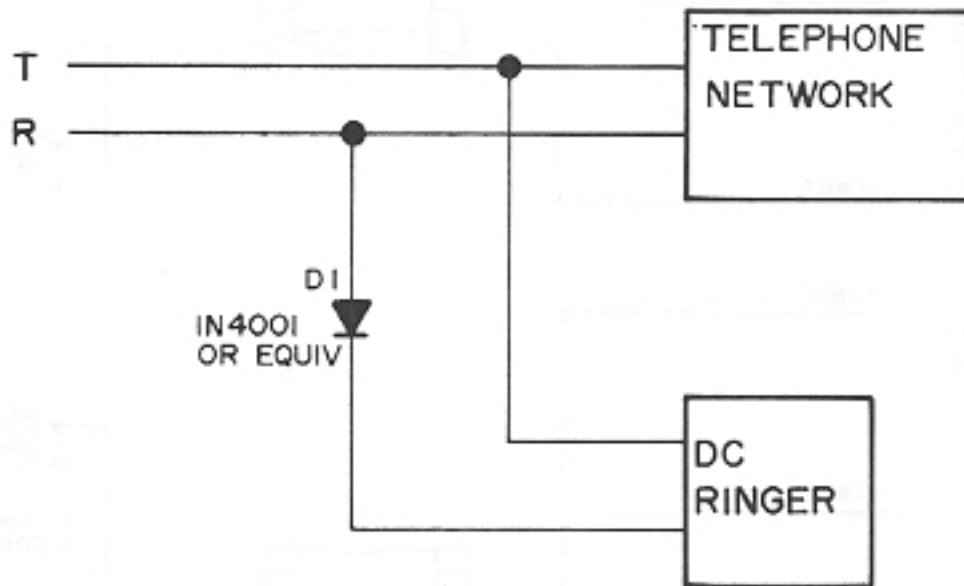 TELEPHONE
NETWORK
T
R
D1
IN4001
OR EQUIV
DC
RINGER